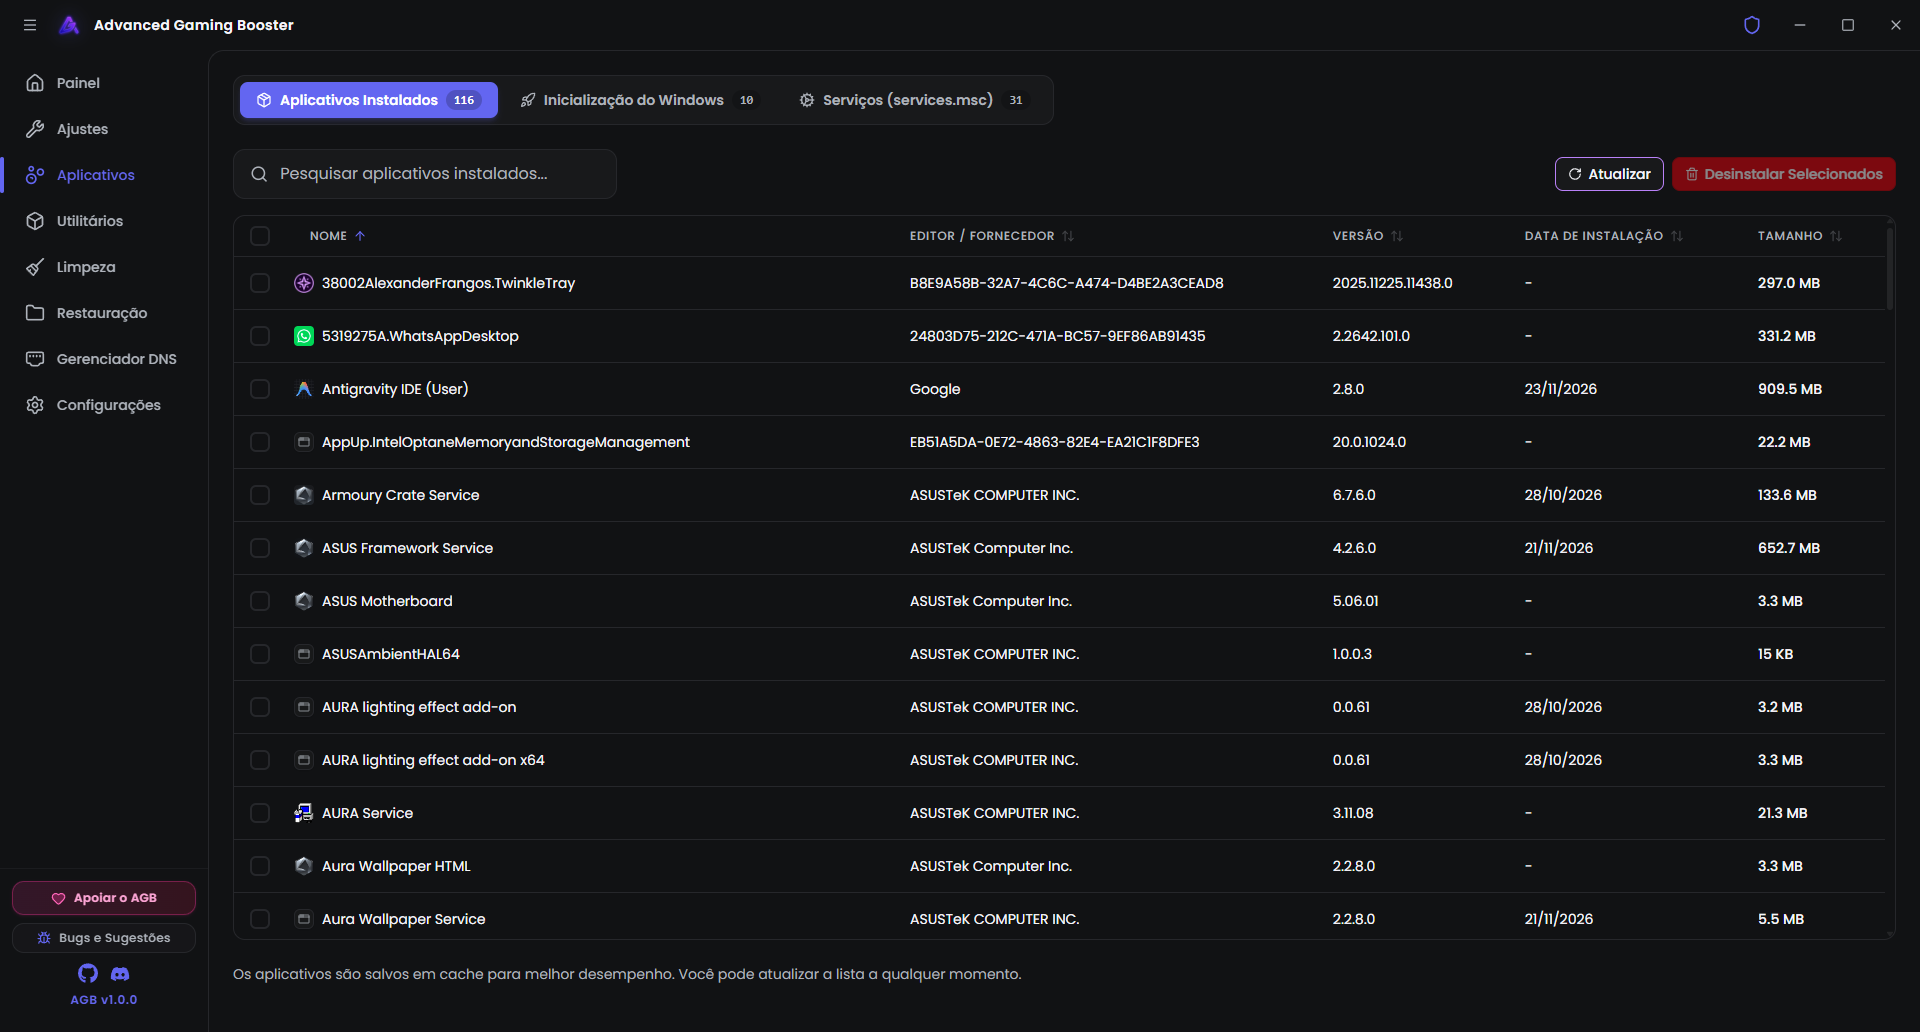 Advanced Gaming Booster
Painel
Ajustes
Aplicativos
Utilitários
Limpeza
Restauração
Gerenciador DNS
Configurações
Apoiar o AGB
Bugs e Sugestões
AGB v1.0.0
Aplicativos Instalados 116 Inicialização do Windows 10 Serviços (services.msc) 31
Pesquisar aplicativos instalados... Atualizar Desinstalar Selecionados
NOME EDITOR / FORNECEDOR VERSÃO DATA DE INSTALAÇÃO TAMANHO
38002AlexanderFrangos.TwinkleTray B8E9A58B-32A7-4C6C-A474-D4BE2A3CEAD8 2025.11225.11438.0 - 297.0 MB
5319275A.WhatsAppDesktop 24803D75-212C-471A-BC57-9EF86AB91435 2.2642.101.0 - 331.2 MB
Antigravity IDE (User) Google 2.8.0 23/11/2026 909.5 MB
AppUp.IntelOptaneMemoryandStorageManagement EB51A5DA-0E72-4863-82E4-EA21C1F8DFE3 20.0.1024.0 - 22.2 MB
Armoury Crate Service ASUSTeK COMPUTER INC. 6.7.6.0 28/10/2026 133.6 MB
ASUS Framework Service ASUSTeK Computer Inc. 4.2.6.0 21/11/2026 652.7 MB
ASUS Motherboard ASUSTek Computer Inc. 5.06.01 - 3.3 MB
ASUSAmbientHAL64 ASUSTeK COMPUTER INC. 1.0.0.3 - 15 KB
AURA lighting effect add-on ASUSTek COMPUTER INC. 0.0.61 28/10/2026 3.2 MB
AURA lighting effect add-on x64 ASUSTek COMPUTER INC. 0.0.61 28/10/2026 3.3 MB
AURA Service ASUSTeK COMPUTER INC. 3.11.08 - 21.3 MB
Aura Wallpaper HTML ASUSTek Computer Inc. 2.2.8.0 - 3.3 MB
Aura Wallpaper Service ASUSTeK COMPUTER INC. 2.2.8.0 21/11/2026 5.5 MB
Os aplicativos são salvos em cache para melhor desempenho. Você pode atualizar a lista a qualquer momento.